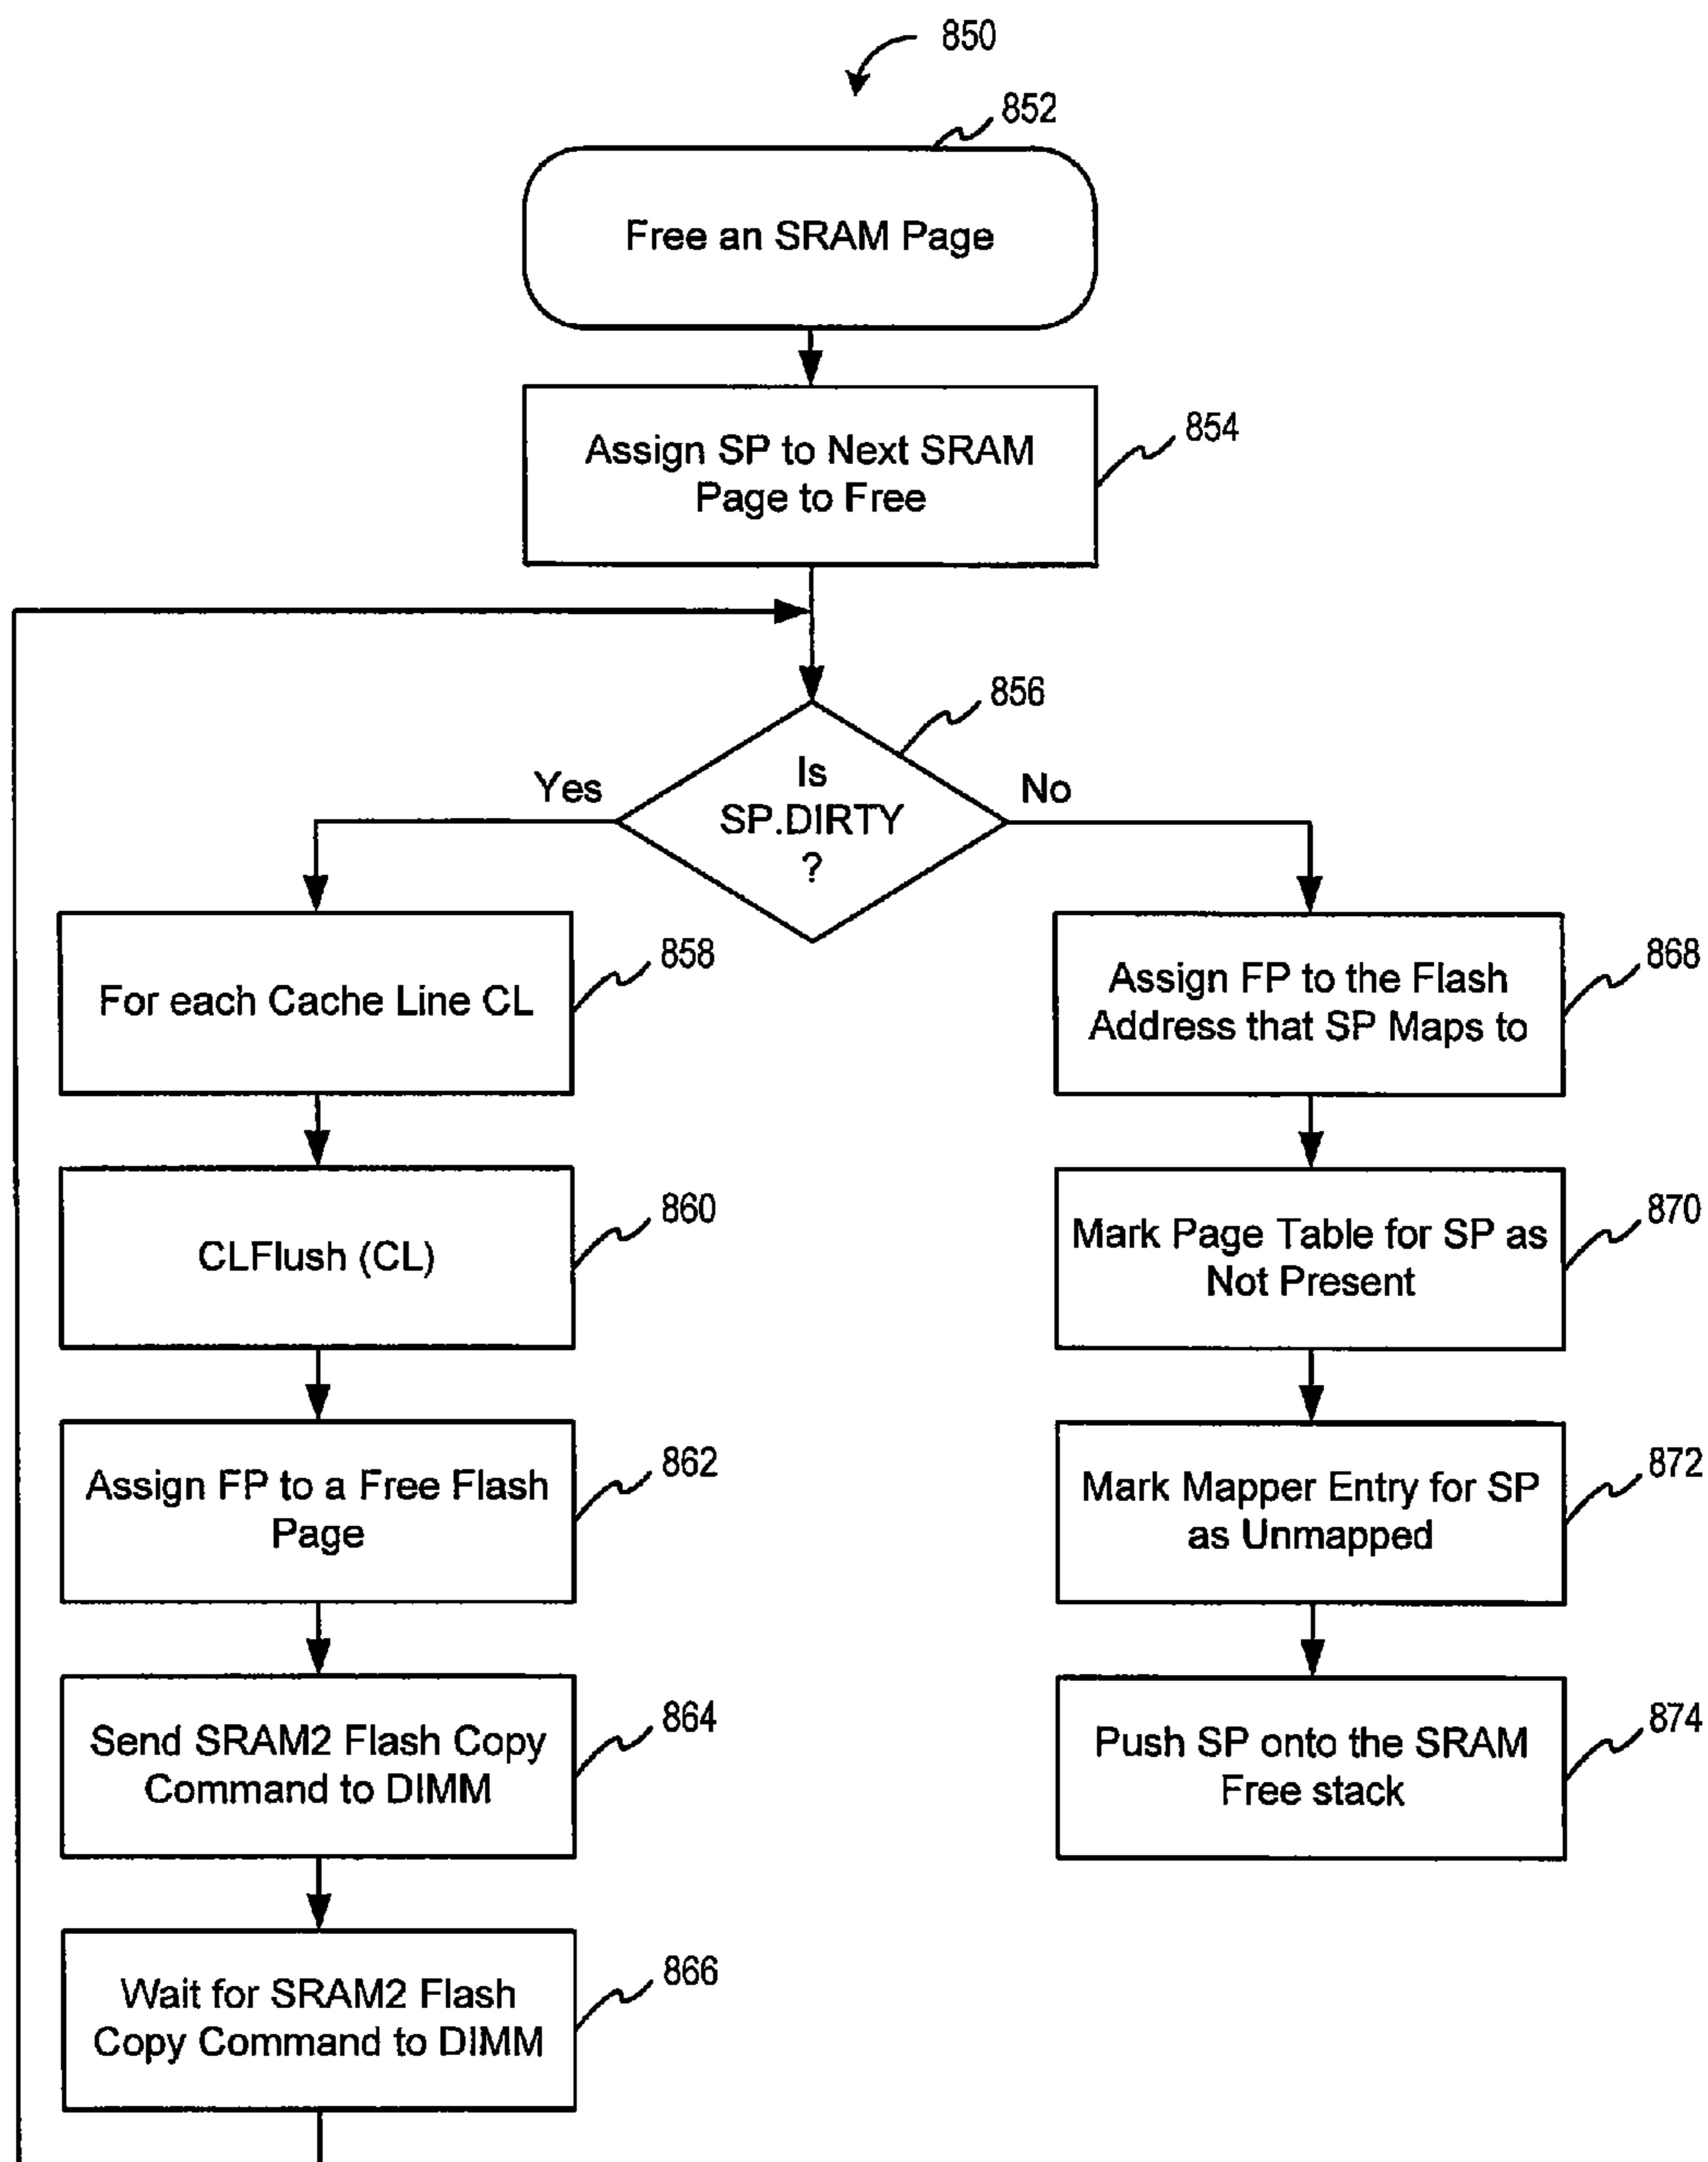 850
852
Free an SRAM Page
854
Assign SP to Next SRAM
Page to Free
856
Is
SP.DIRTY
?
Yes
No
858
For each Cache Line CL
860
CLFlush (CL)
862
Assign FP to a Free Flash
Page
864
Send SRAM2 Flash Copy
Command to DIMM
866
Wait for SRAM2 Flash
Copy Command to DIMM
868
Assign FP to the Flash
Address that SP Maps to
870
Mark Page Table for SP as
Not Present
872
Mark Mapper Entry for SP
as Unmapped
874
Push SP onto the SRAM
Free stack